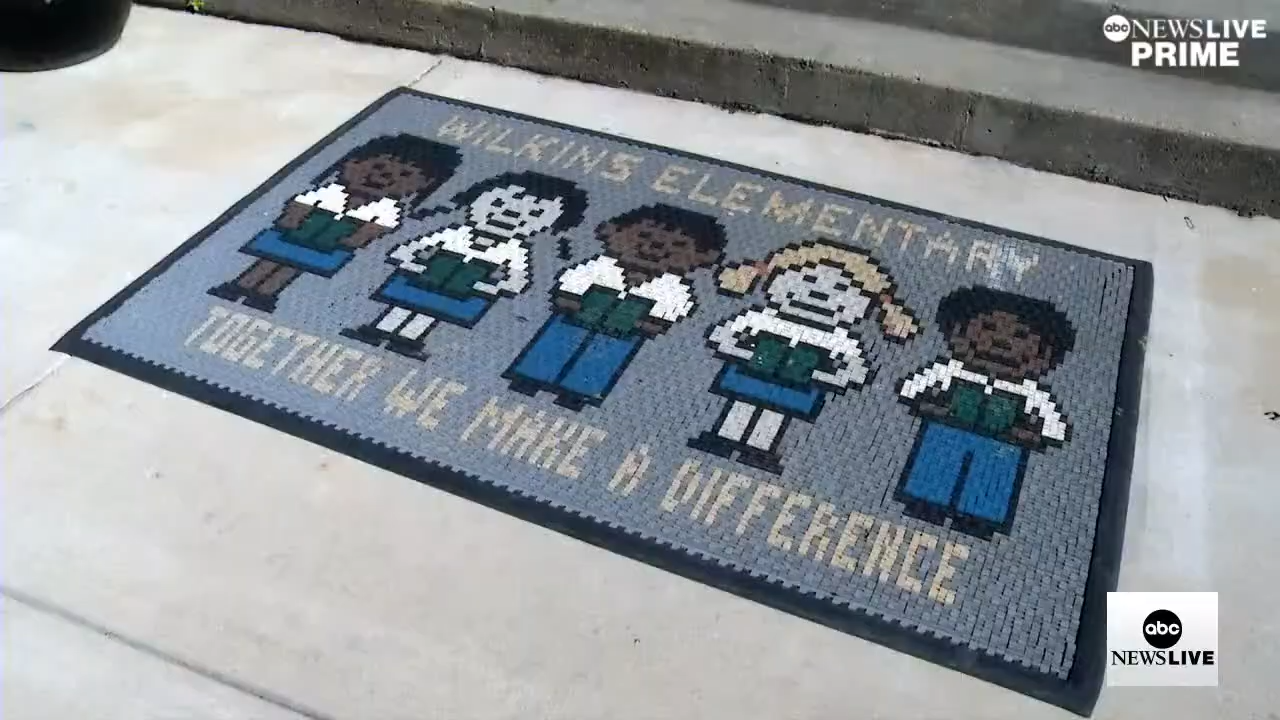 abc NEWS LIVE
PRIME
WILKINS ELEMENTARY
TOGETHER WE MAKE A DIFFERENCE
abc
NEWS LIVE